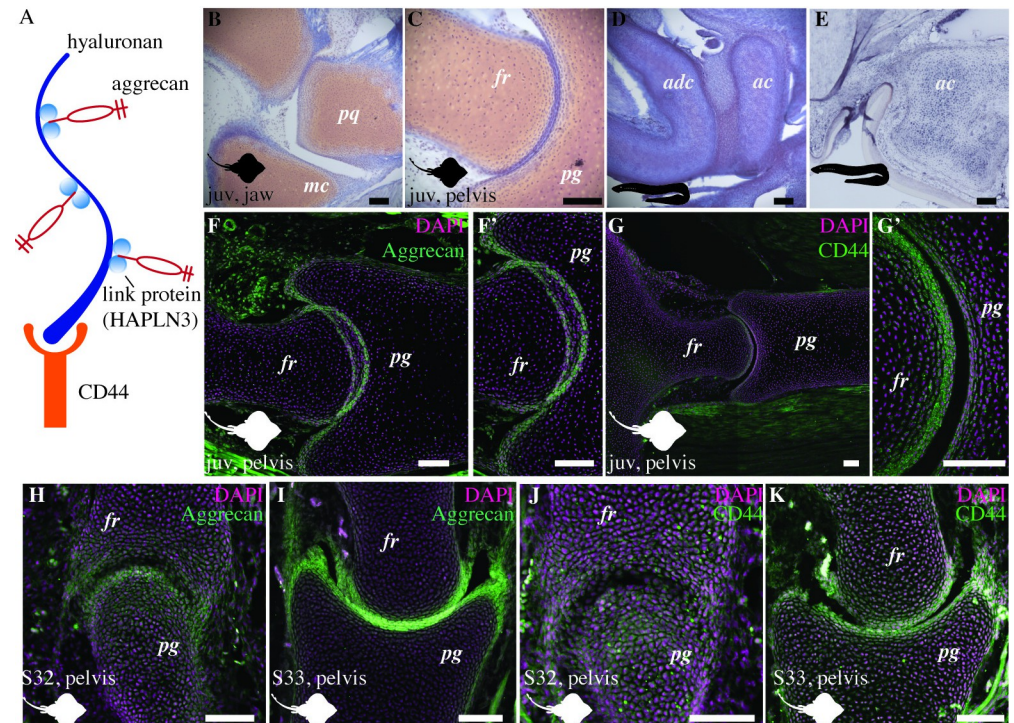 A
hyaluronan
aggrecan
link protein
(HAPLN3)
CD44
B
pq
mc
juv, jaw
C
fr
pg
juv, pelvis
D
adc
ac
E
ac
F
DAPI
Aggrecan
fr
pg
juv, pelvis
F'
pg
fr
G
DAPI
CD44
fr
pg
juv, pelvis
G'
pg
fr
H
DAPI
Aggrecan
fr
pg
S32, pelvis
I
DAPI
Aggrecan
fr
pg
S33, pelvis
J
DAPI
CD44
fr
pg
S32, pelvis
K
DAPI
CD44
fr
pg
S33, pelvis